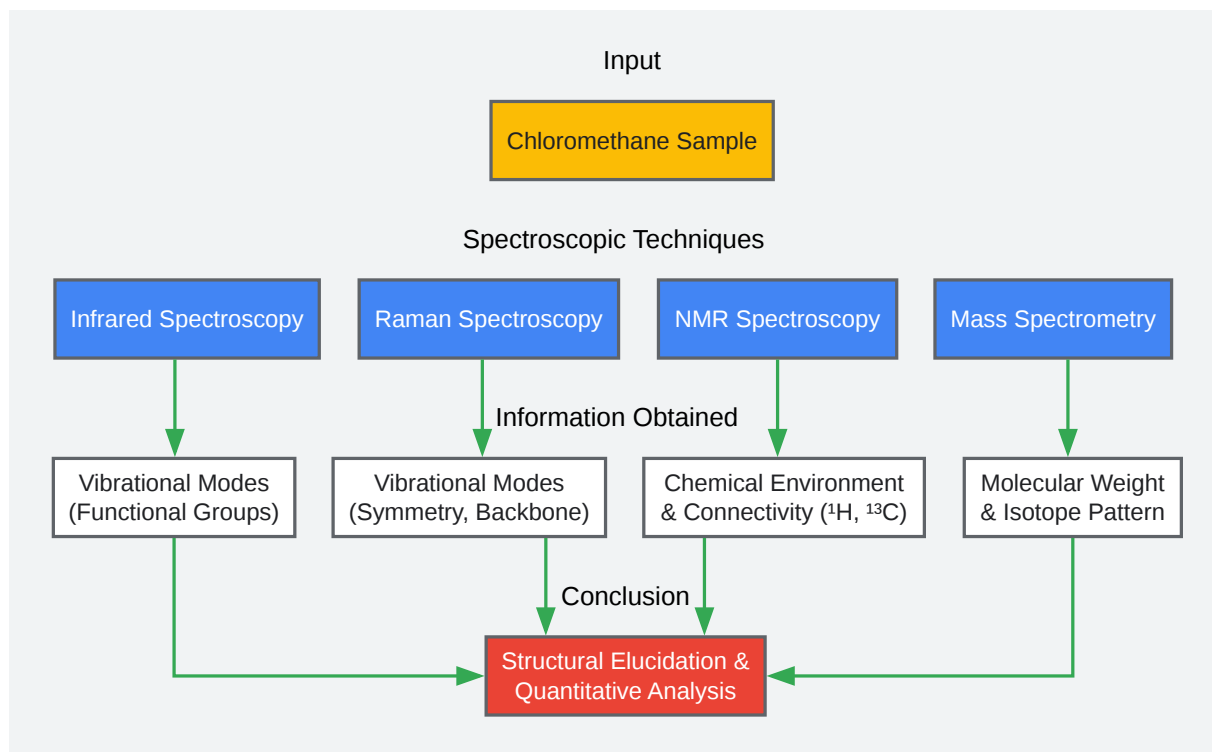 Input
Chloromethane Sample
Spectroscopic Techniques
Infrared Spectroscopy
Raman Spectroscopy
NMR Spectroscopy
Mass Spectrometry
Information Obtained
Vibrational Modes
(Functional Groups)
Vibrational Modes
(Symmetry, Backbone)
Chemical Environment
& Connectivity (¹H, ¹³C)
Molecular Weight
& Isotope Pattern
Conclusion
Structural Elucidation &
Quantitative Analysis